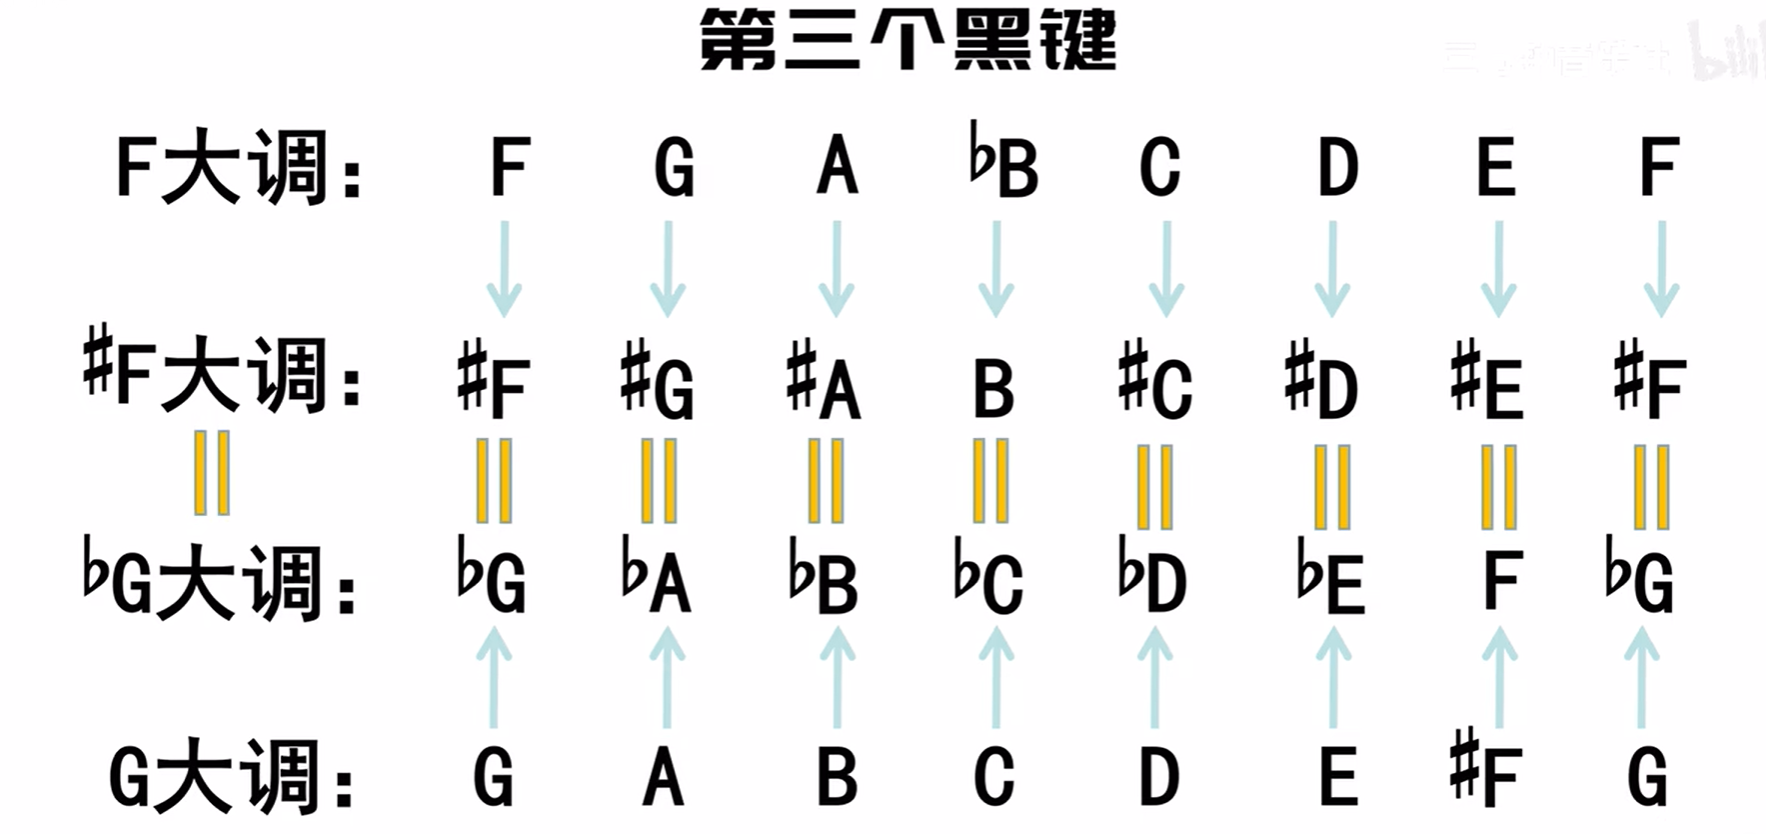 第三个黑键
F大调: F G A ♭B C D E F
♯F大调: ♯F ♯G ♯A B ♯C ♯D ♯E ♯F
♭G大调: ♭G ♭A ♭B ♭C ♭D ♭E F ♭G
G大调: G A B C D E ♯F G